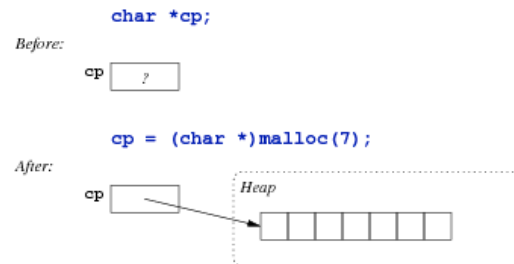 char *cp;
Before:
cp ?
cp = (char *)malloc(7);
After:
cp
Heap